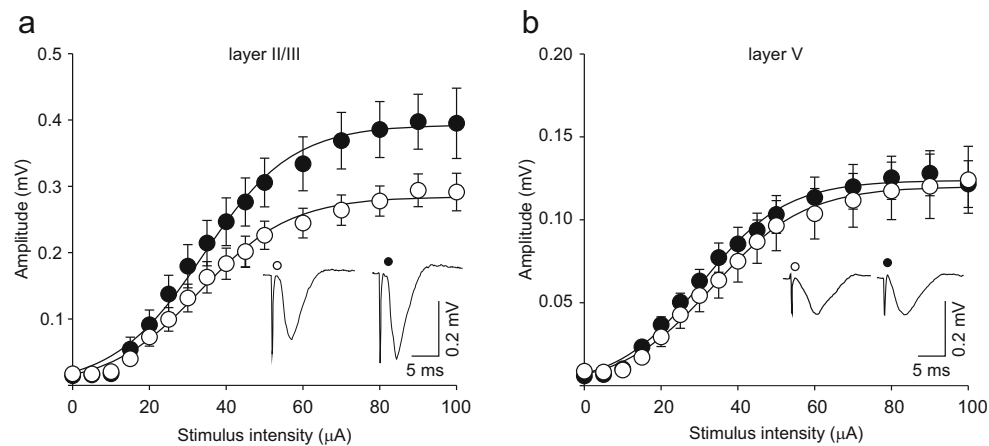 a
layer II/III
Amplitude (mV)
0.5
0.4
0.3
0.2
0.1
0
20
40
60
80
100
Stimulus intensity (μA)
0.2 mV
5 ms
b
layer V
Amplitude (mV)
0.20
0.15
0.10
0.05
0
20
40
60
80
100
Stimulus intensity (μA)
0.2 mV
5 ms